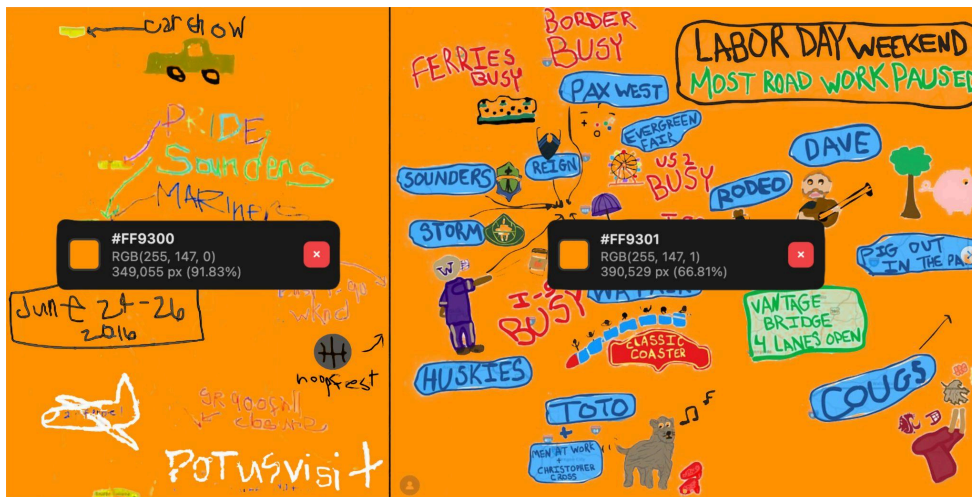 car show
PRIDE
Sounders
MARINERS
#FF9300
RGB(255, 147, 0)
349,055 px (91.83%)
June 24-26
2016
wknd
hoopfest
closure
POTUS visit
BORDER
BUSY
FERRIES
BUSY
LABOR DAY WEEKEND
MOST ROAD WORK PAUSED
PAX WEST
EVERGREEN
FAIR
DAVE
REIGN
SOUNDERS
US 2
BUSY
RODEO
STORM
#FF9301
RGB(255, 147, 1)
390,529 px (66.81%)
PIG OUT
IN THE
W
BUSY
VANTAGE
BRIDGE
4 LANES OPEN
CLASSIC
COASTER
HUSKIES
COUGS
TOTO
+
MEN AT WORK
+
CHRISTOPHER
CROSS